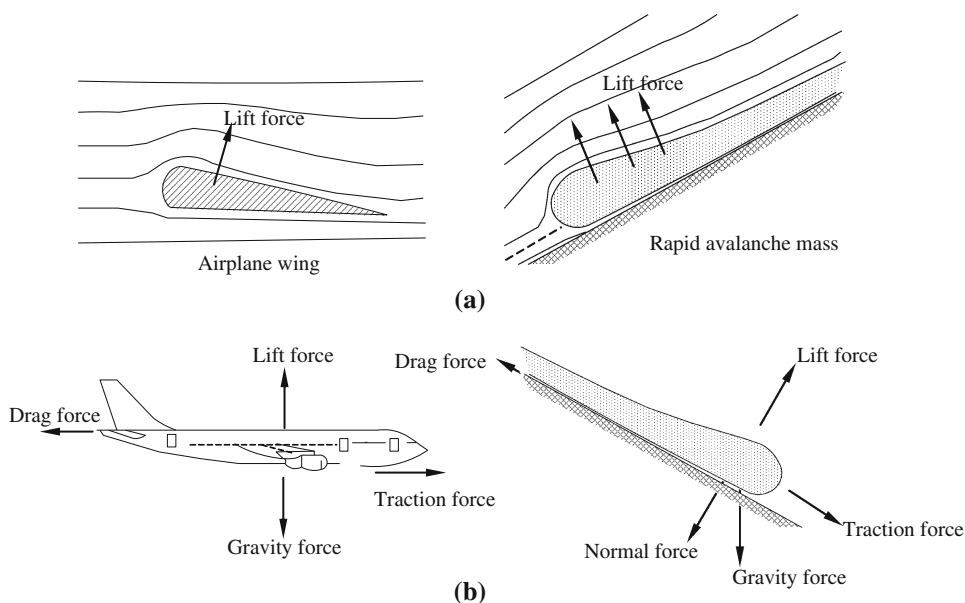 Lift force
Airplane wing
Lift force
Rapid avalanche mass
(a)
Lift force
Drag force
Traction force
Gravity force
Drag force
Lift force
Traction force
Normal force
Gravity force
(b)